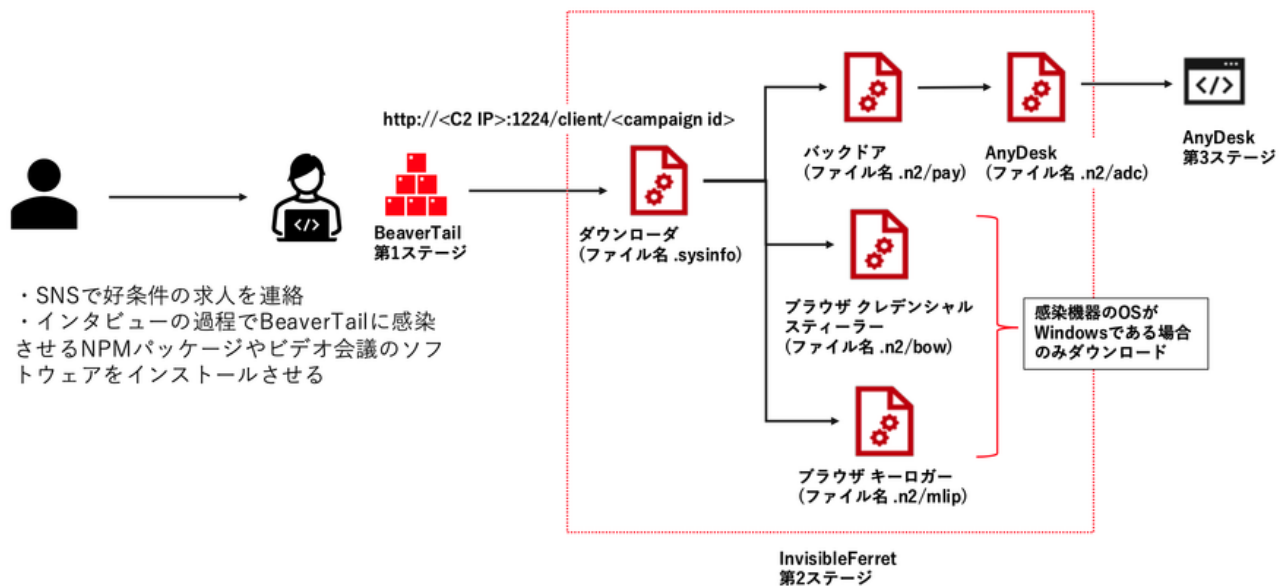 http://<C2 IP>:1224/client/<campaign id>
BeaverTail
第1ステージ
・SNSで好条件の求人を連絡
・インタビューの過程でBeaverTailに感染
させるNPMパッケージやビデオ会議のソフ
トウェアをインストールさせる
ダウンローダ
(ファイル名 .sysinfo)
バックドア
(ファイル名 .n2/pay)
AnyDesk
(ファイル名 .n2/adc)
AnyDesk
第3ステージ
ブラウザ クレデンシャル
スティーラー
(ファイル名 .n2/bow)
感染機器のOSが
Windowsである場合
のみダウンロード
ブラウザ キーロガー
(ファイル名 .n2/mlip)
InvisibleFerret
第2ステージ